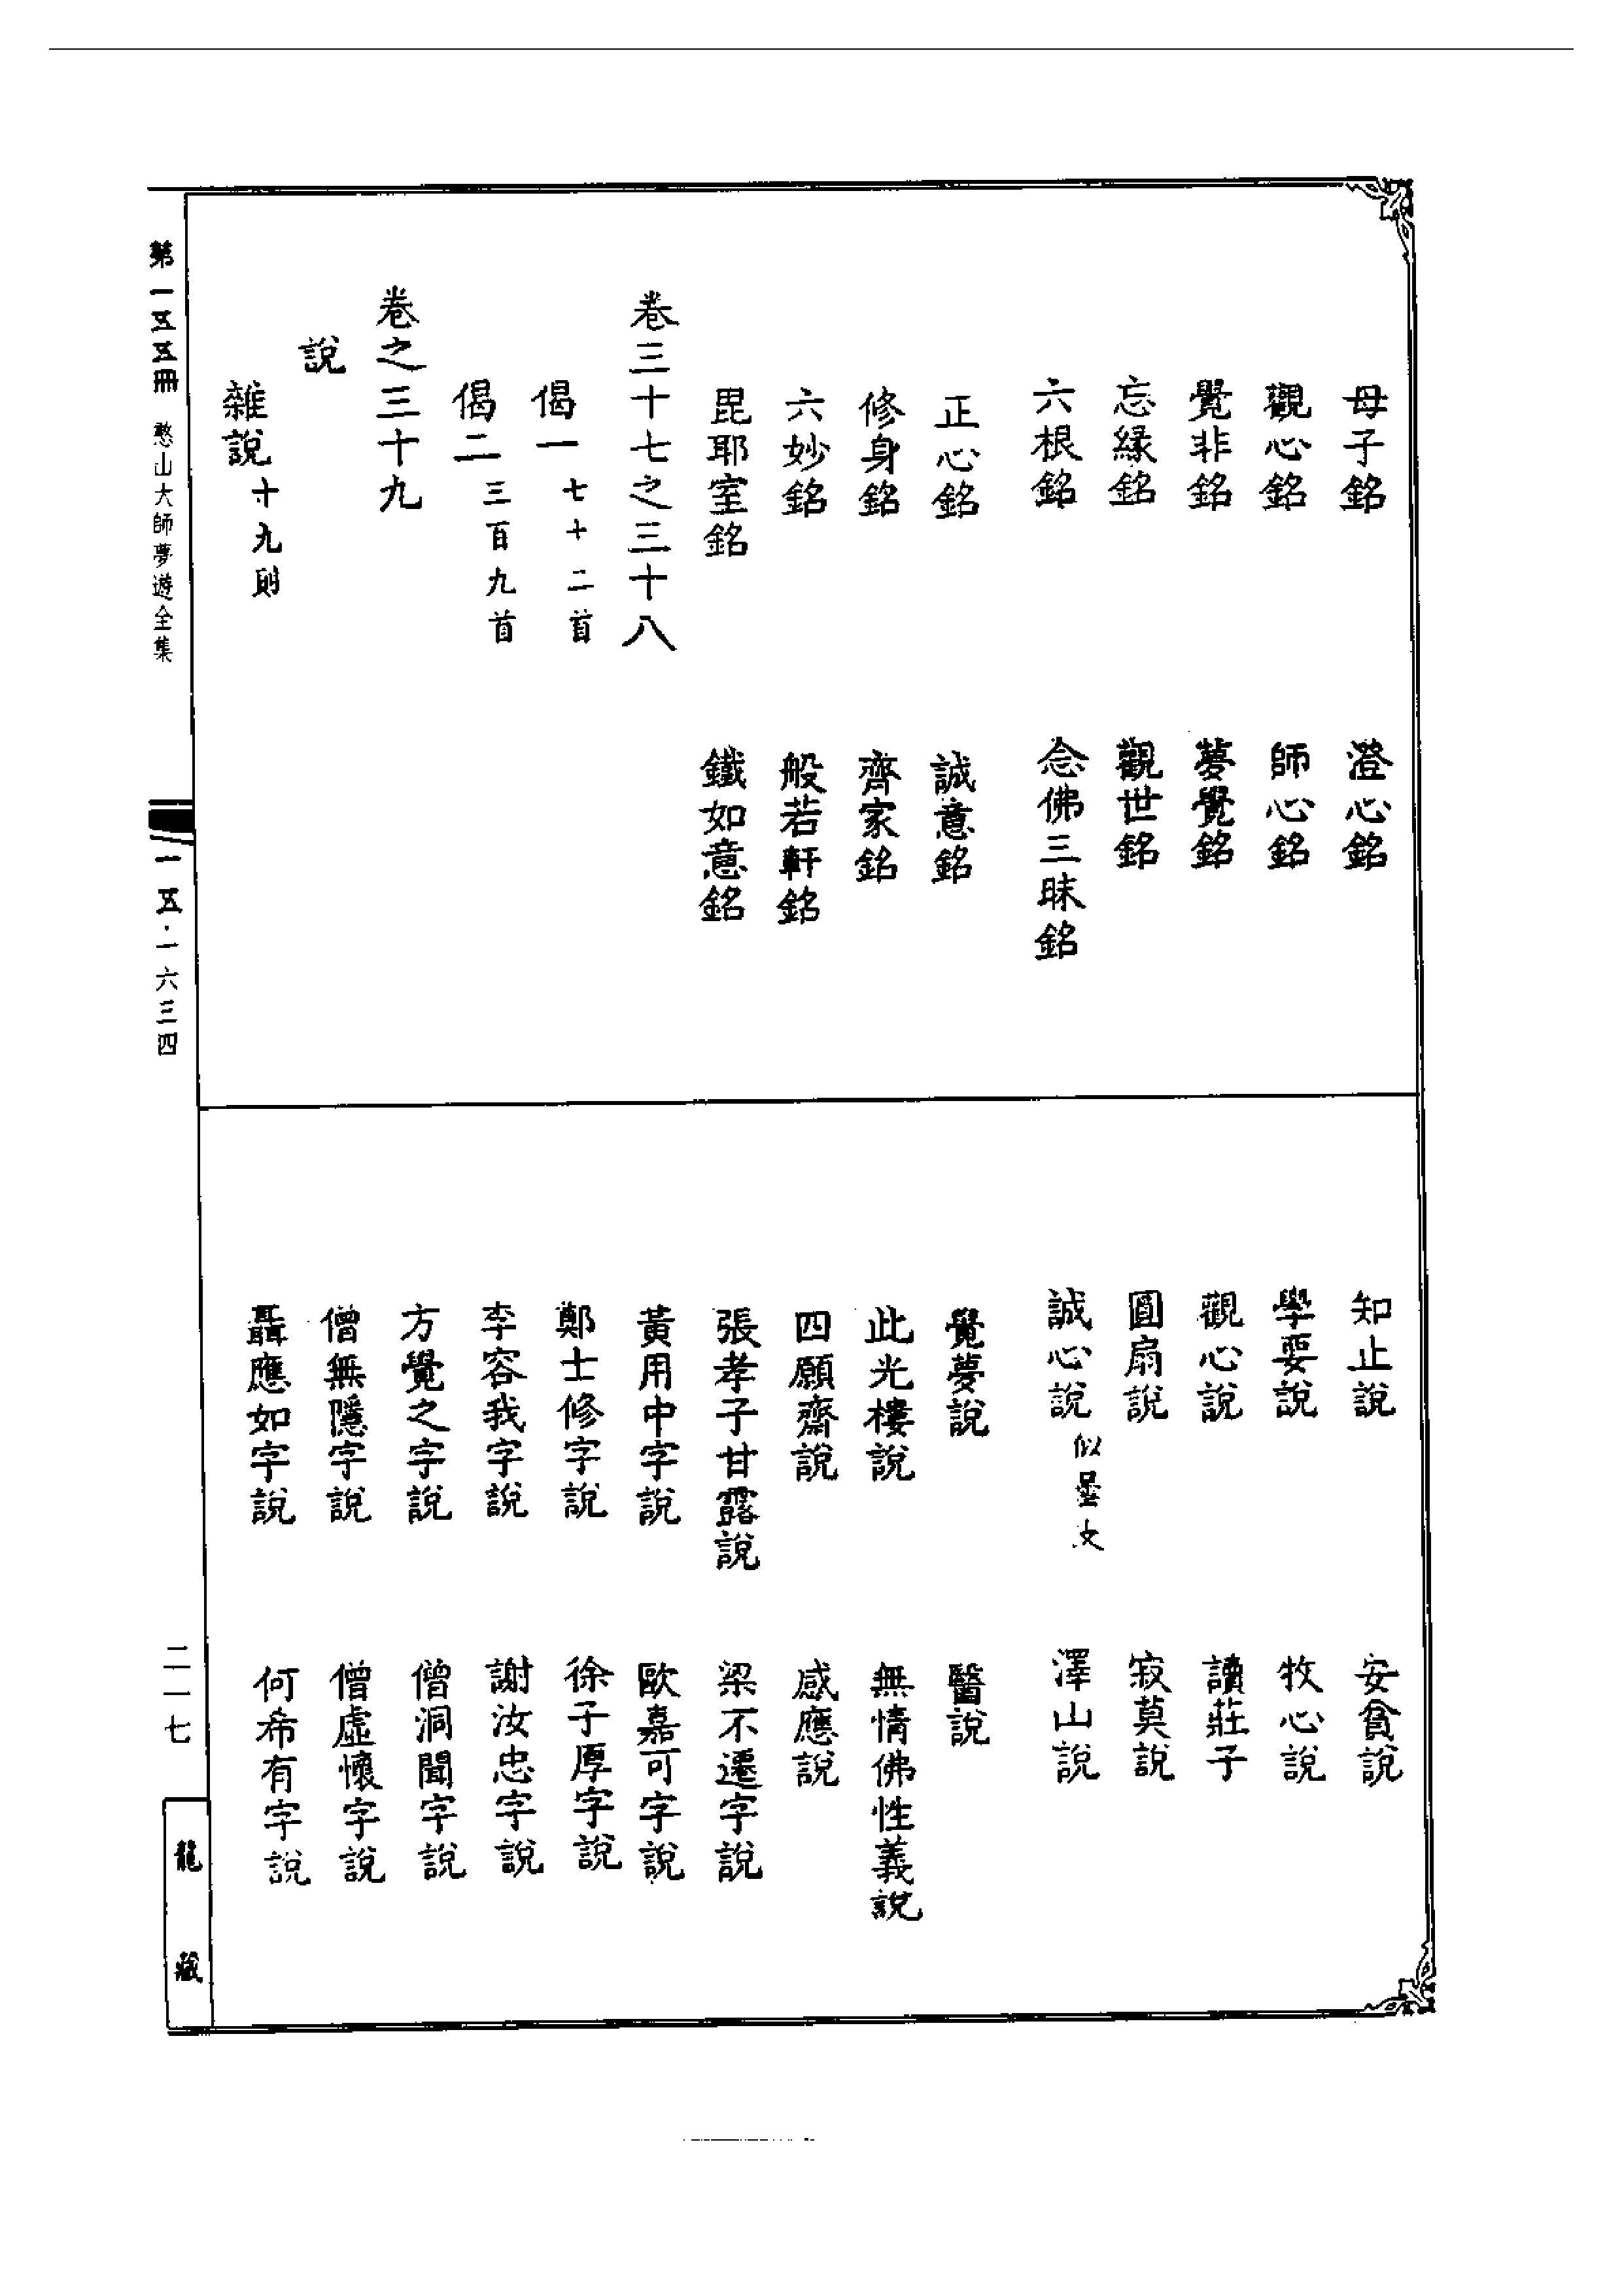 母子銘　澄心銘
觀心銘　師心銘
覺非銘　夢覺銘
忘緣銘　觀世銘
六根銘　念佛三昧銘
正心銘　誠意銘
修身銘　齊家銘
六妙銘　般若軒銘
毘耶室銘　鐵如意銘
卷三十七之三十八
偈一七十二首
偈二三百九首
卷之三十九
說
雜說十九則
知止說　安貧說
學要說　牧心說
觀心說　讀莊子
圓扇說　寂莫說
誠心說似曇文　澤山說
覺夢說　醫說
此光樓說　無情佛性義說
四願齋說　感應說
張孝子甘露說　梁不遷字說
黃用中字說　歐嘉可字說
鄭士修字說　徐子厚字說
李容我字說　謝汝忠字說
方覺之字說　僧洞聞字說
僧無隱字說　僧虛懷字說
聶應如字說　何希有字說
第一五五冊　憨山大師夢遊全集　一五五·一六三四　二一七　龍藏